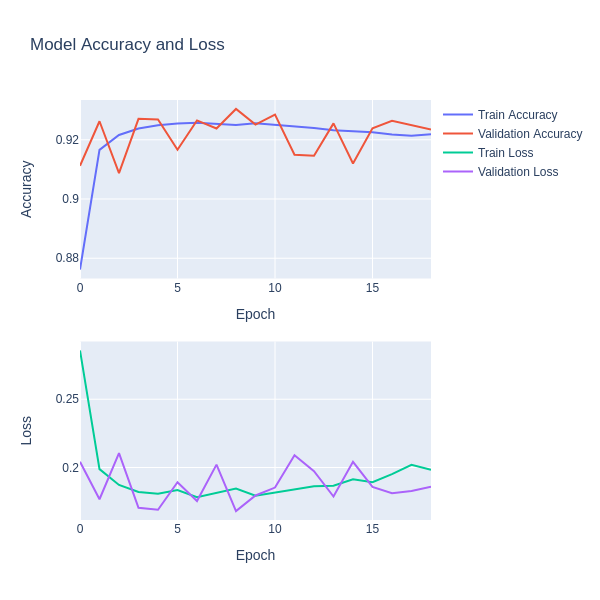 Model Accuracy and Loss
Train Accuracy
Validation Accuracy
Train Loss
Validation Loss
0.92
0.9
0.88
Accuracy
0 5 10 15
Epoch
0.25
0.2
Loss
0 5 10 15
Epoch